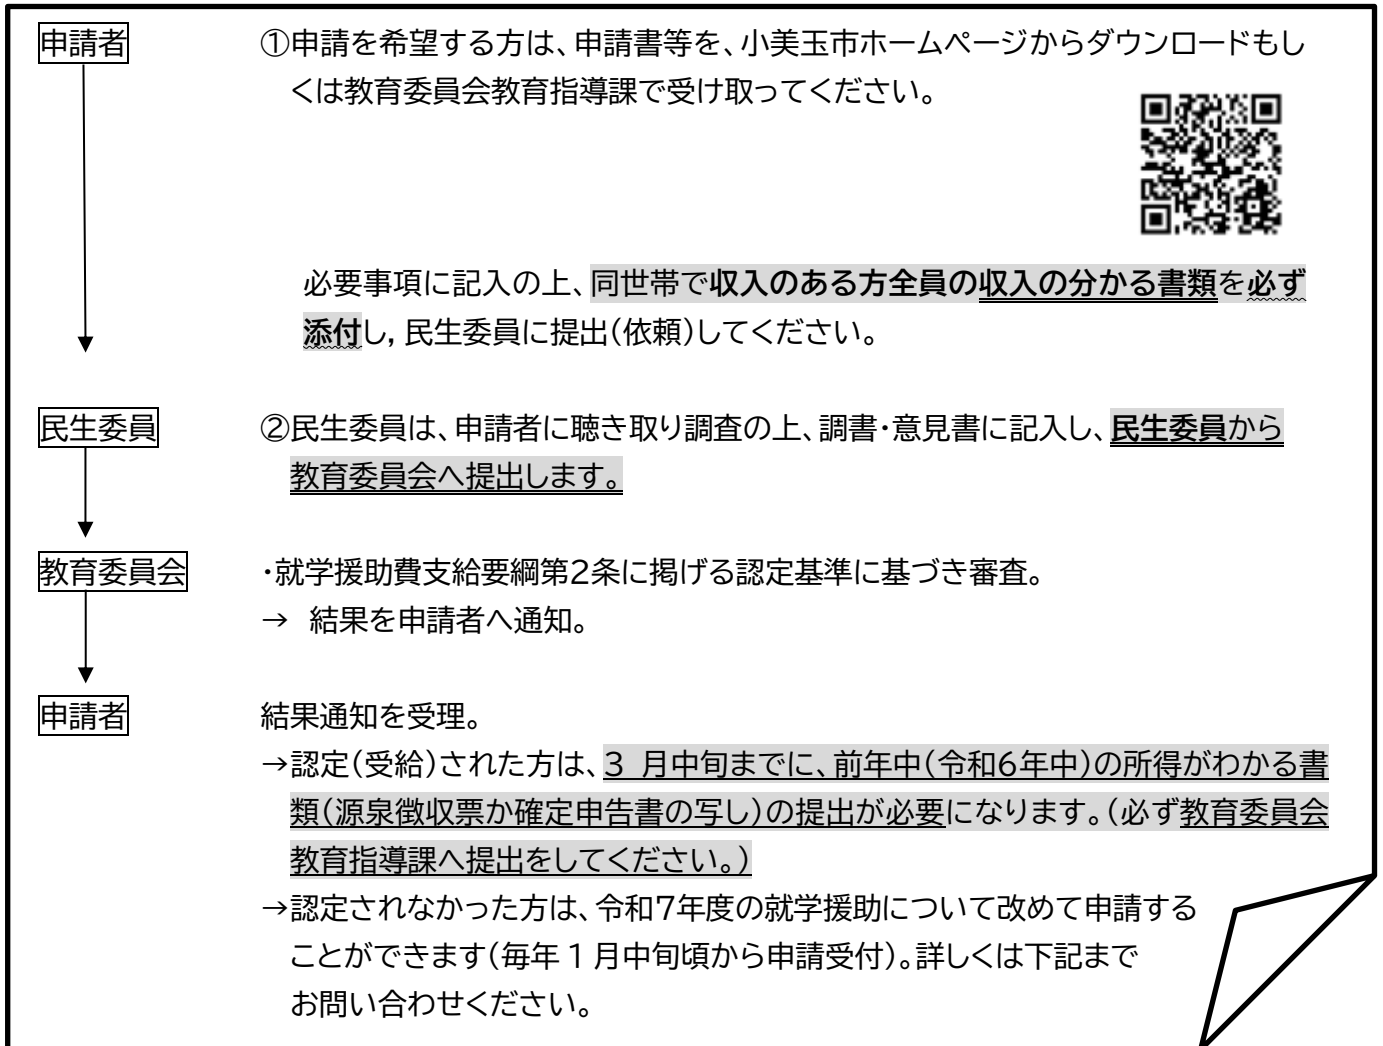 申請者
①申請を希望する方は、申請書等を、小美玉市ホームページからダウンロードもし
くは教育委員会教育指導課で受け取ってください。
必要事項に記入の上、同世帯で収入のある方全員の収入の分かる書類を必ず
添付し，民生委員に提出（依頼）してください。
民生委員
②民生委員は、申請者に聴き取り調査の上、調書・意見書に記入し、民生委員から
教育委員会へ提出します。
教育委員会
・就学援助費支給要綱第２条に掲げる認定基準に基づき審査。
→　結果を申請者へ通知。
申請者
結果通知を受理。
→認定（受給）された方は、３ 月中旬までに、前年中（令和６年中）の所得がわかる書
類（源泉徴収票か確定申告書の写し）の提出が必要になります。（必ず教育委員会
教育指導課へ提出をしてください。）
→認定されなかった方は、令和７年度の就学援助について改めて申請する
ことができます（毎年 1 月中旬頃から申請受付）。詳しくは下記まで
お問い合わせください。